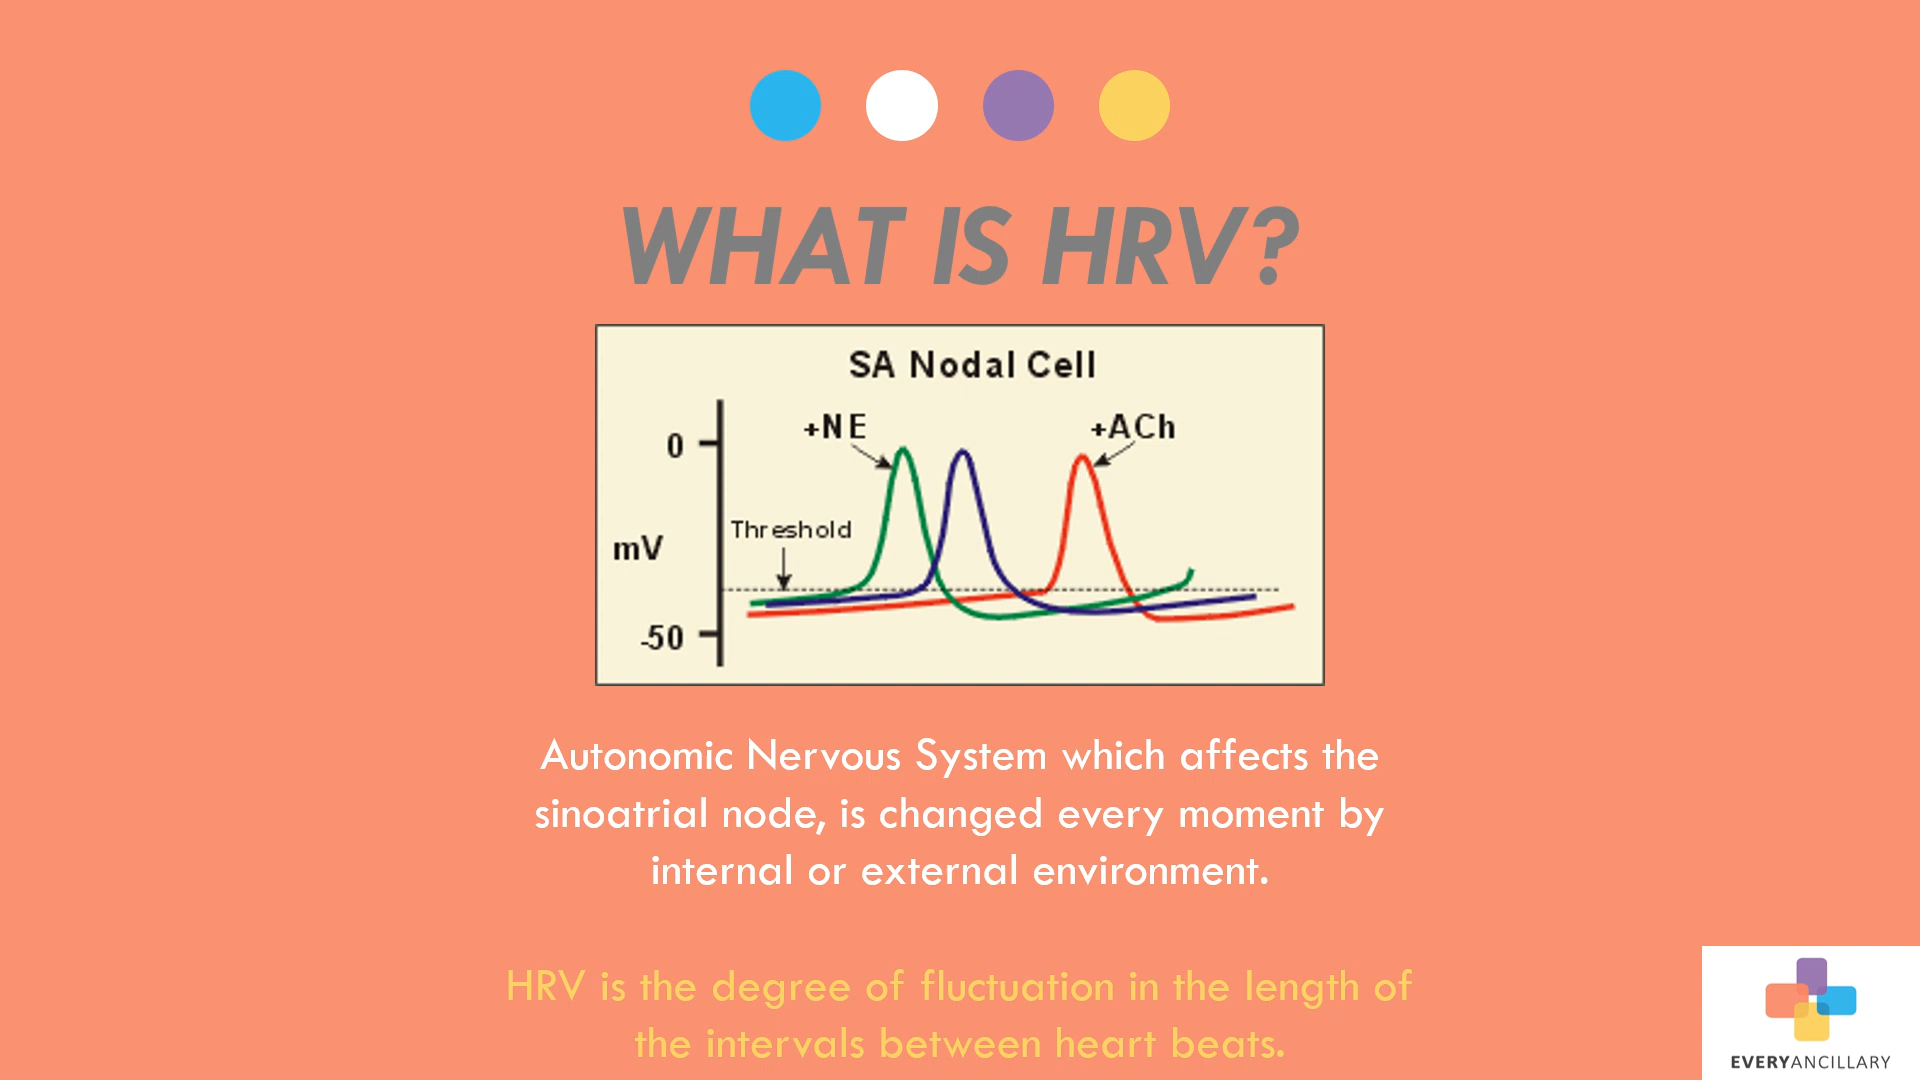 WHAT IS HRV?
SA Nodal Cell
+NE
+ACh
0
Threshold
mV
-50
Autonomic Nervous System which affects the
sinoatrial node, is changed every moment by
internal or external environment.
HRV is the degree of fluctuation in the length of
the intervals between heart beats.
EVERYANCILLARY